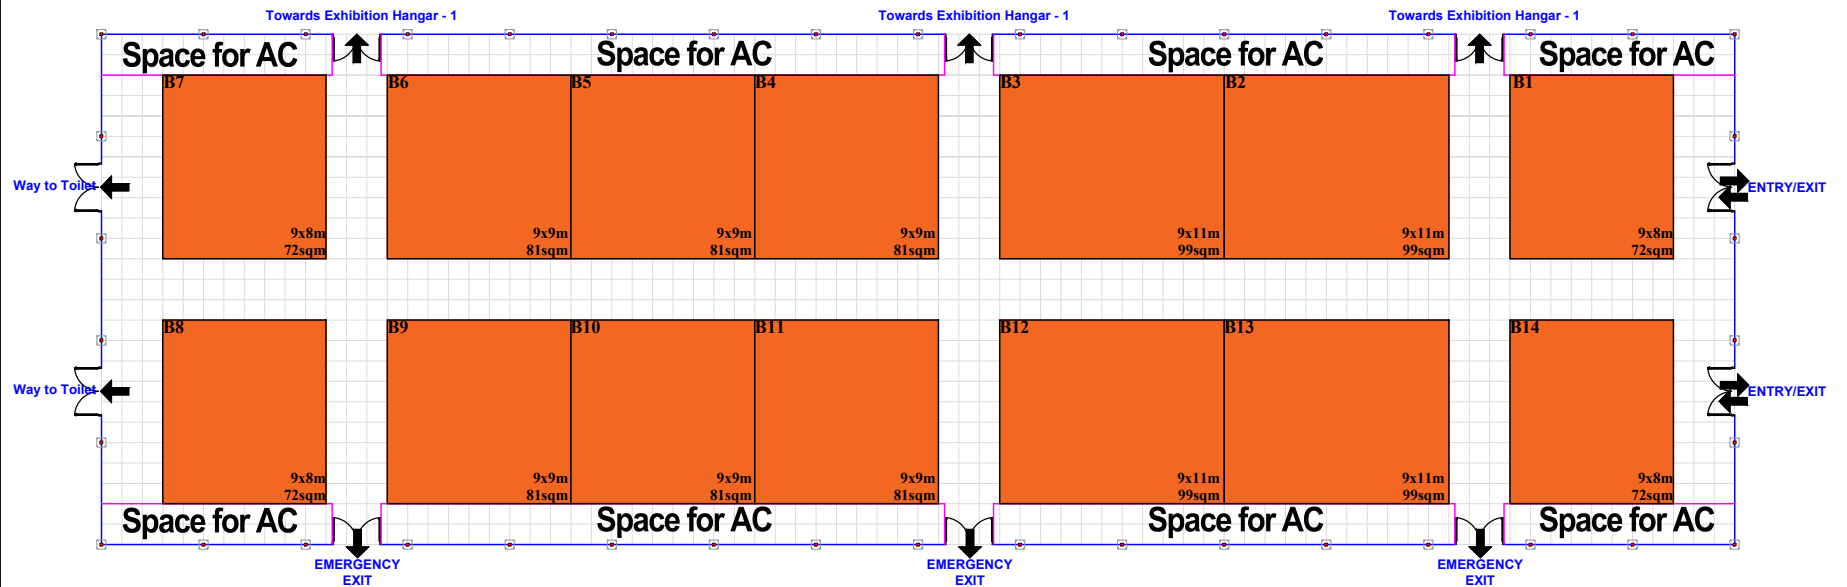 Towards Exhibition Hangar - 1
Towards Exhibition Hangar - 1
Towards Exhibition Hangar - 1
Space for AC
Space for AC
Space for AC
Space for AC
B7
B6
B5
B4
B3
B2
B1
Way to Toilet
ENTRY/EXIT
9x8m
72sqm
9x9m
81sqm
9x9m
81sqm
9x9m
81sqm
9x11m
99sqm
9x11m
99sqm
9x8m
72sqm
B8
B9
B10
B11
B12
B13
B14
Way to Toilet
ENTRY/EXIT
9x8m
72sqm
9x9m
81sqm
9x9m
81sqm
9x9m
81sqm
9x11m
99sqm
9x11m
99sqm
9x8m
72sqm
Space for AC
Space for AC
Space for AC
Space for AC
EMERGENCY
EXIT
EMERGENCY
EXIT
EMERGENCY
EXIT